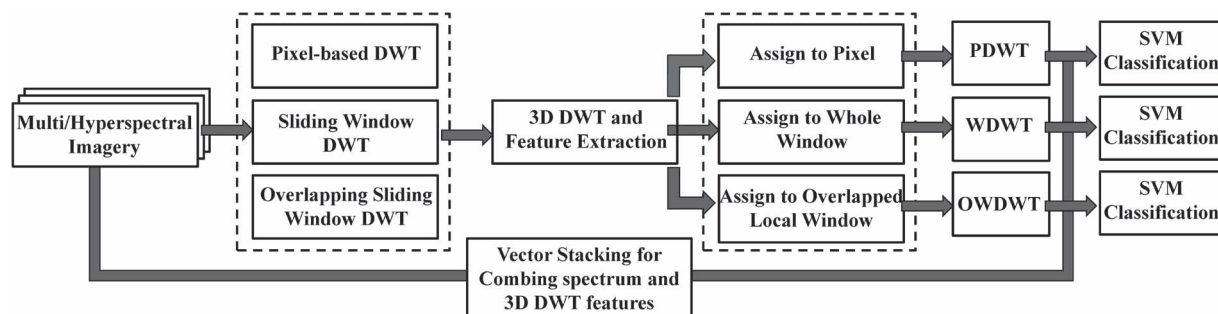 Multi/Hyperspectral
Imagery
Pixel-based DWT
Sliding Window
DWT
Overlapping Sliding
Window DWT
3D DWT and
Feature Extraction
Assign to Pixel
Assign to Whole
Window
Assign to Overlapped
Local Window
PDWT
WDWT
OWDWT
SVM
Classification
SVM
Classification
SVM
Classification
Vector Stacking for
Combing spectrum and
3D DWT features